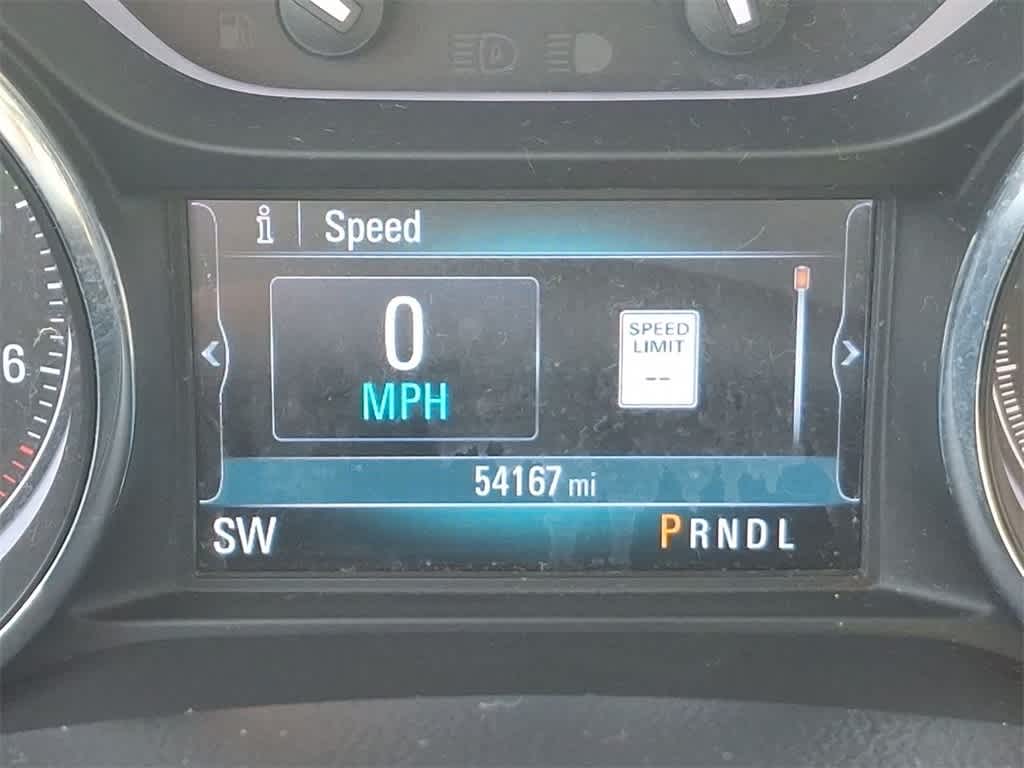 i Speed
6
0
MPH
SPEED
LIMIT
--
54167 mi
SW
PRNDL